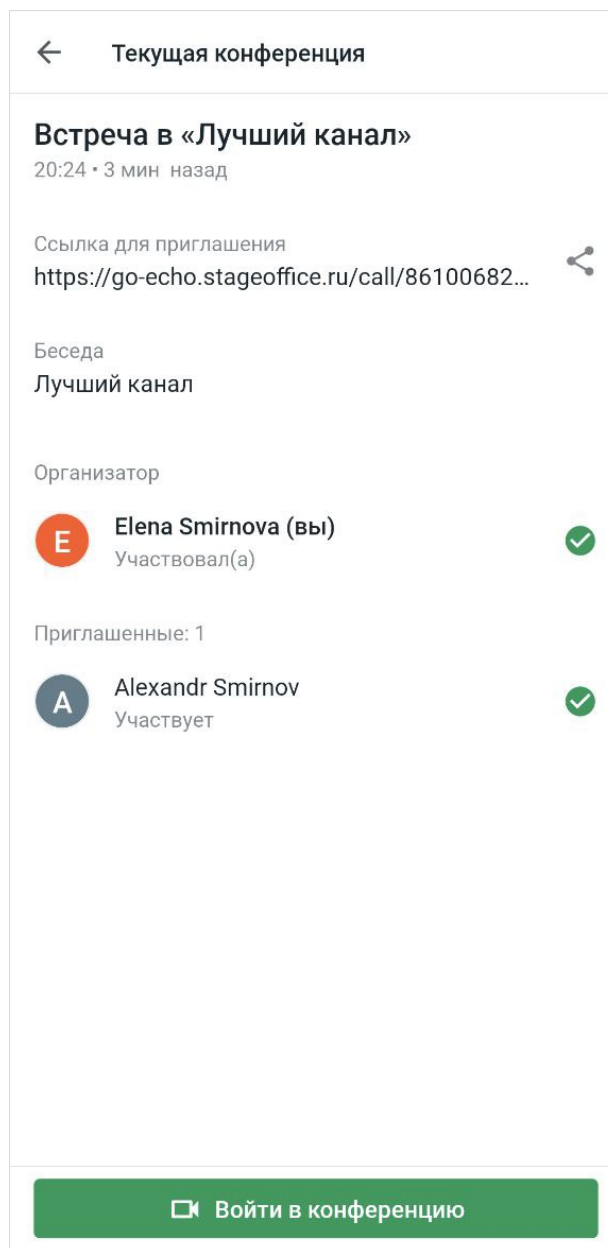 Текущая конференция
Встреча в «Лучший канал»
20:24 • 3 мин назад
Ссылка для приглашения
https://go-echo.stageoffice.ru/call/86100682...
Беседа
Лучший канал
Организатор
E
Elena Smirnova (вы)
Участвовал(а)
Приглашенные: 1
A
Alexandr Smirnov
Участвует
Войти в конференцию